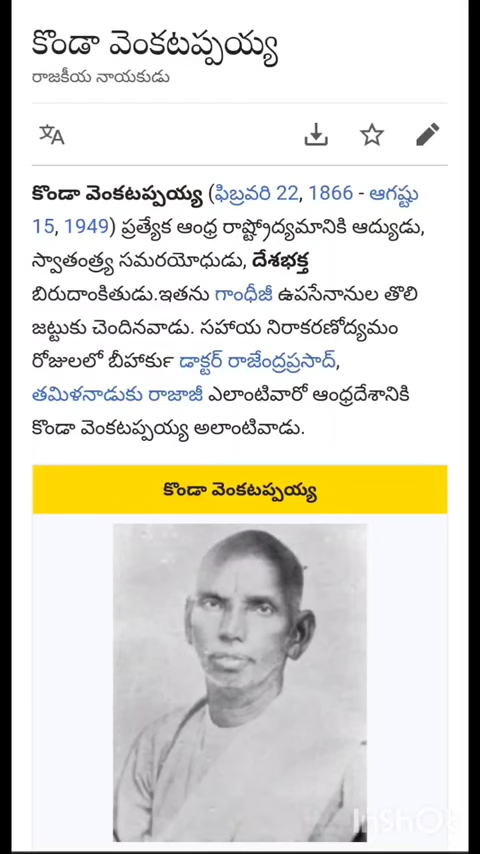 కొండా వెంకటప్పయ్య
రాజకీయ నాయకుడు
కొండా వెంకటప్పయ్య (ఫిబ్రవరి 22, 1866 - ఆగష్టు
15, 1949) ప్రత్యేక ఆంధ్ర రాష్ట్రోద్యమానికి ఆద్యుడు,
స్వాతంత్ర్య సమరయోధుడు, దేశభక్త
బిరుదాంకితుడు.ఇతను గాంధీజీ ఉపసేనానుల తొలి
జట్టుకు చెందినవాడు. సహాయ నిరాకరణోద్యమం
రోజులలో బీహార్కు డాక్టర్ రాజేంద్రప్రసాద్,
తమిళనాడుకు రాజాజీ ఎలాంటివారో ఆంధ్రదేశానికి
కొండా వెంకటప్పయ్య అలాంటివాడు.
కొండా వెంకటప్పయ్య
InShot